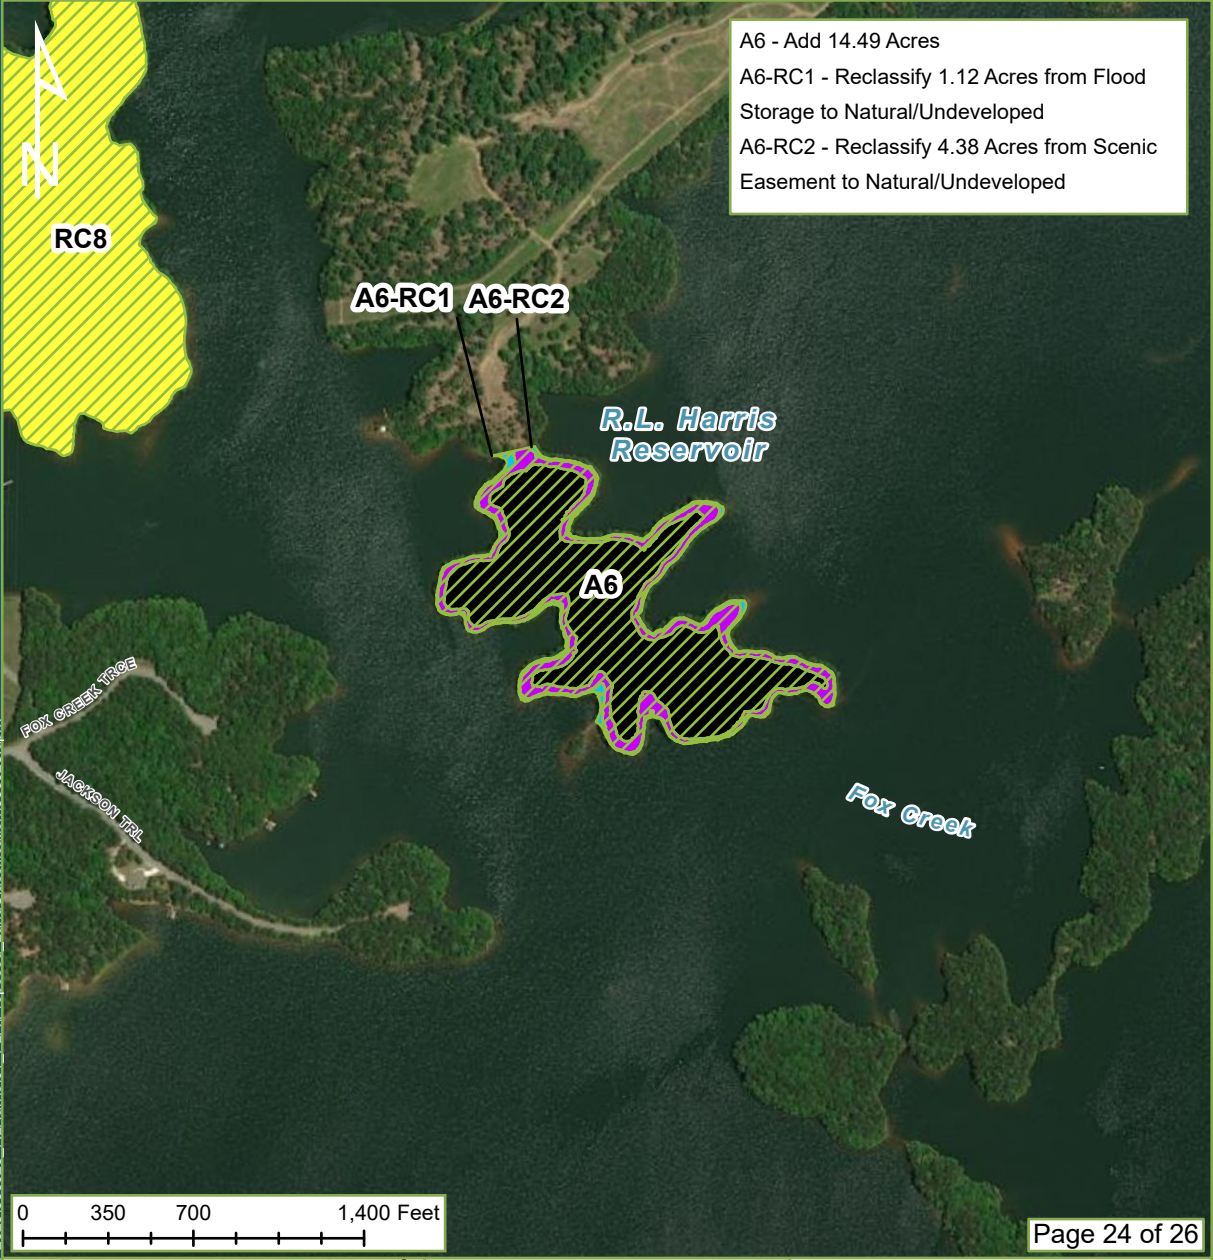 A6 - Add 14.49 Acres
A6-RC1 - Reclassify 1.12 Acres from Flood
Storage to Natural/Undeveloped
A6-RC2 - Reclassify 4.38 Acres from Scenic
Easement to Natural/Undeveloped
N
RC8
A6-RC1 A6-RC2
R.L. Harris
Reservoir
A6
FOX CREEK TRCE
JACKSON TRL
Fox Creek
0 350 700 1,400 Feet
Page 24 of 26